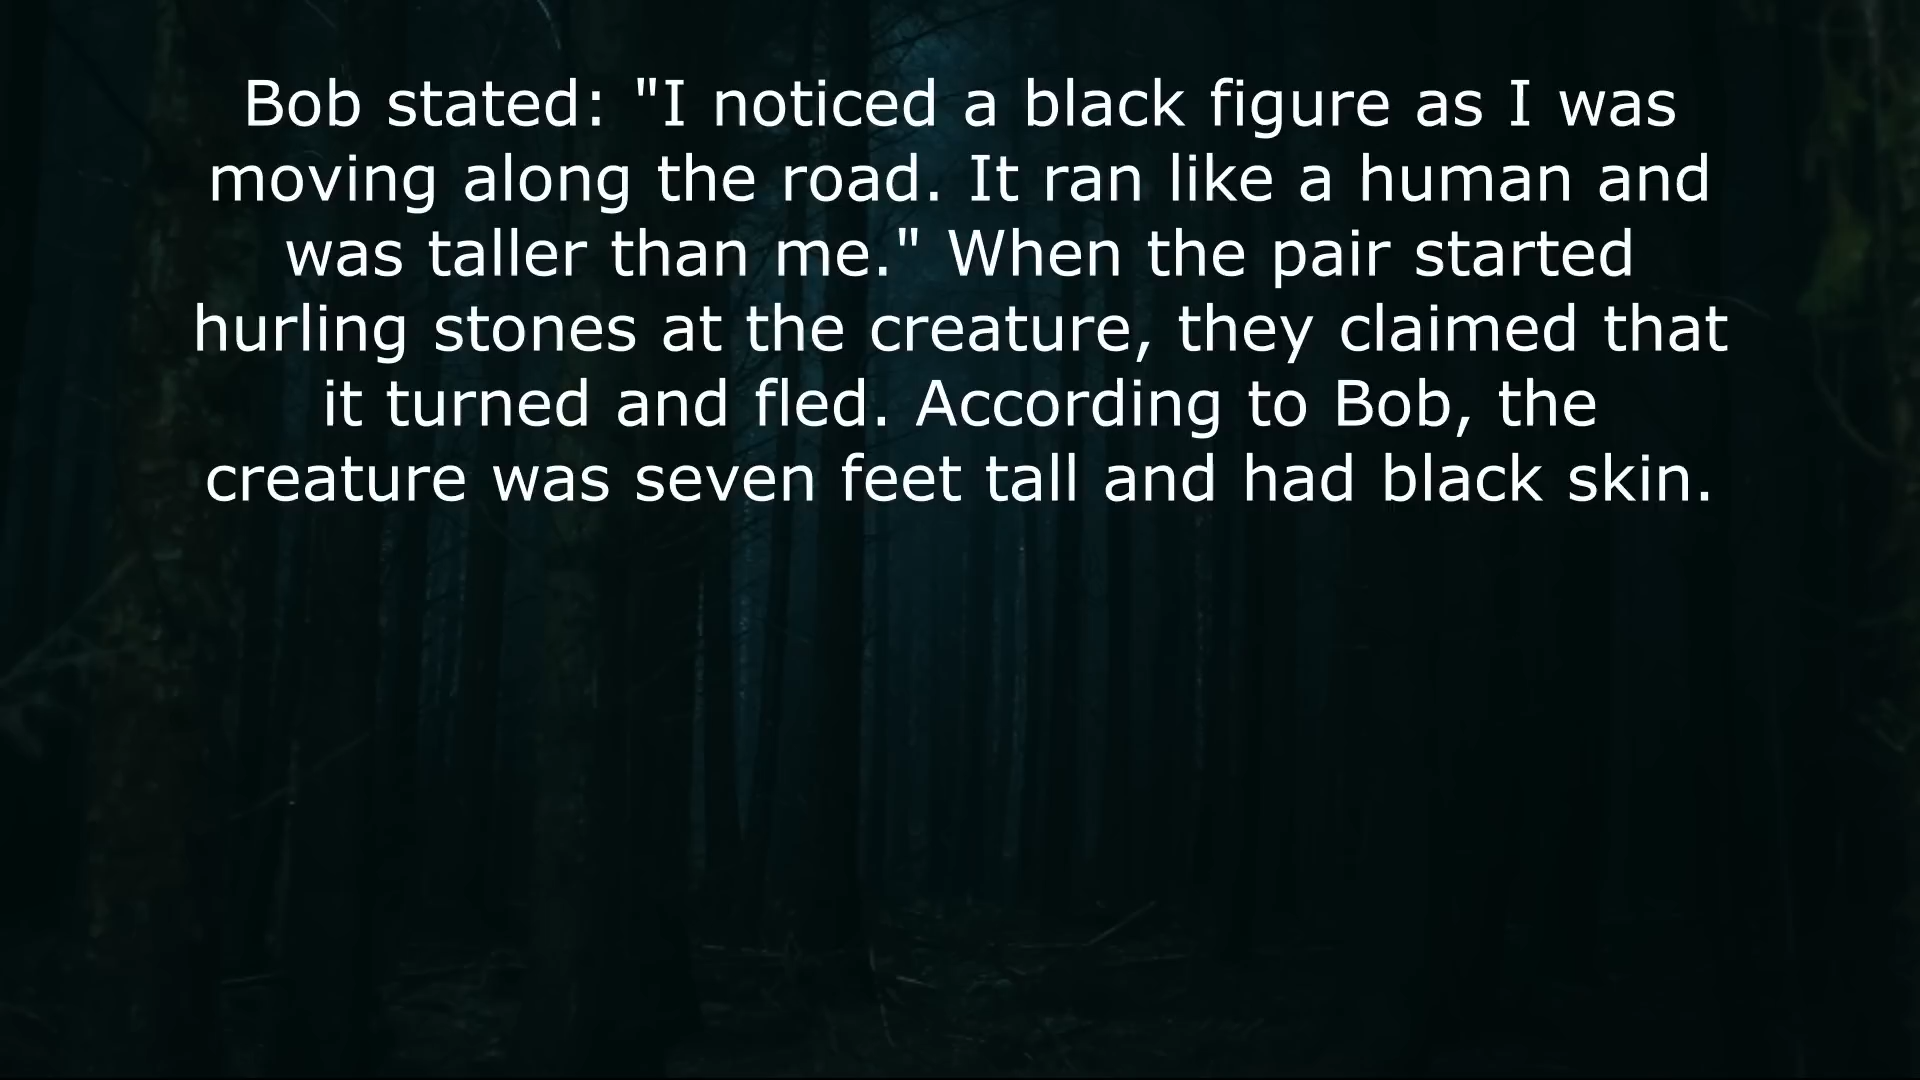 Bob stated: "I noticed a black figure as I was
moving along the road. It ran like a human and
was taller than me." When the pair started
hurling stones at the creature, they claimed that
it turned and fled. According to Bob, the
creature was seven feet tall and had black skin.